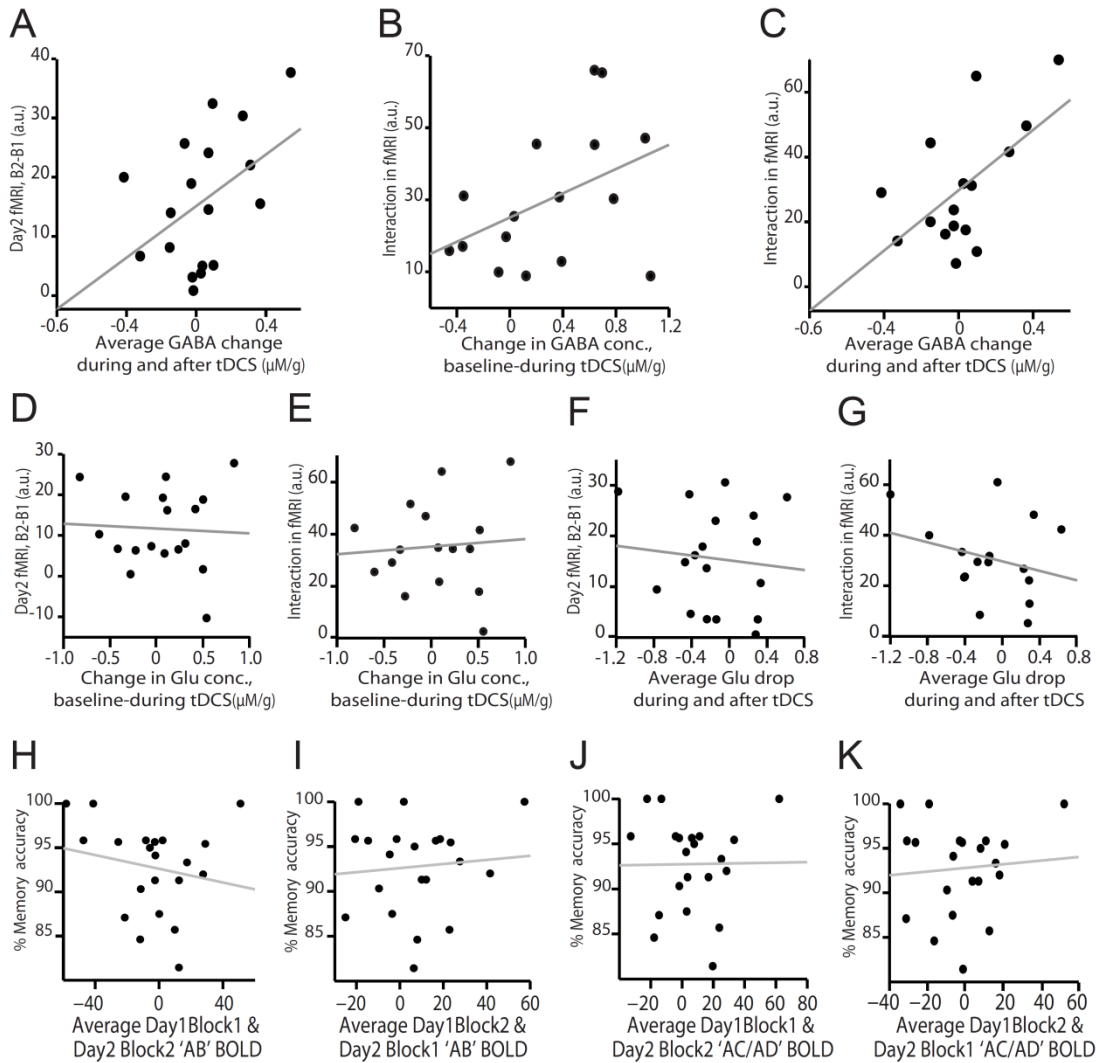 A
Day2 fMRI, B2-B1 (a.u.)
40
30
20
10
0
-0.6
-0.4
0
0.4
Average GABA change
during and after tDCS (µM/g)
B
Interaction in fMRI (a.u.)
70
50
30
10
-0.4
0
0.4
0.8
1.2
Change in GABA conc.,
baseline-during tDCS(µM/g)
C
Interaction in fMRI (a.u.)
60
40
20
0
-0.6
-0.4
0
0.4
Average GABA change
during and after tDCS (µM/g)
D
Day2 fMRI, B2-B1 (a.u.)
30
20
10
0
-10
-1.0
-0.5
0
0.5
1.0
Change in Glu conc.,
baseline-during tDCS(µM/g)
E
Interaction in fMRI (a.u.)
60
40
20
0
-1.0
-0.5
0
0.5
1.0
Change in Glu conc.,
baseline-during tDCS(µM/g)
F
Day2 fMRI, B2-B1 (a.u.)
30
20
10
0
-1.2
-0.8
-0.4
0
0.4
0.8
Average Glu drop
during and after tDCS
G
Interaction in fMRI (a.u.)
60
40
20
0
-1.2
-0.8
-0.4
0
0.4
0.8
Average Glu drop
during and after tDCS
H
% Memory accuracy
100
95
90
85
−40
0
40
Average Day1Block1 &
Day2 Block2 'AB' BOLD
I
% Memory accuracy
100
95
90
85
−20
0
20
40
60
Average Day1Block2 &
Day2 Block1 'AB' BOLD
J
% Memory accuracy
100
95
90
85
−40
−20
0
20
40
60
80
Average Day1Block1 &
Day2 Block2 'AC/AD' BOLD
K
% Memory accuracy
100
95
90
85
−40
−20
0
20
40
60
Average Day1Block2 &
Day2 Block1 'AC/AD' BOLD